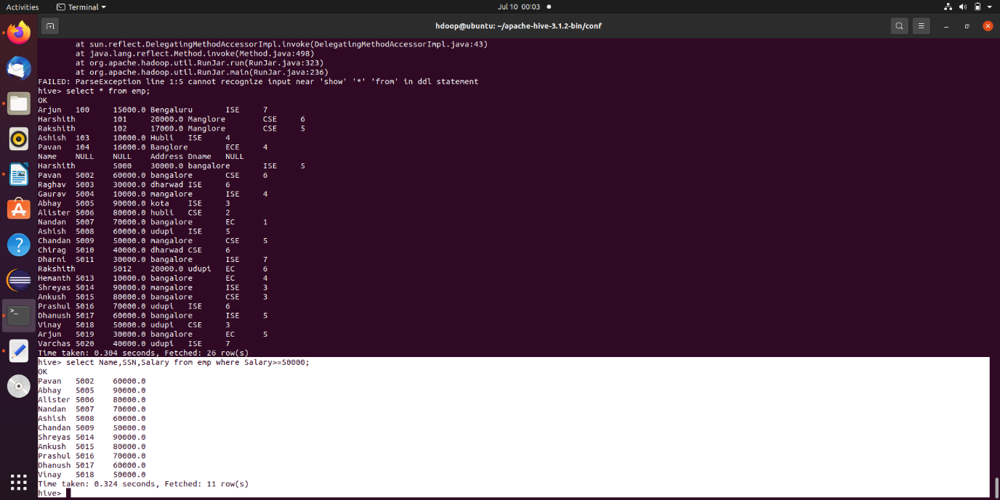 Activities Terminal Jul 10 00:03
hdoop@ubuntu: ~/apache-hive-3.1.2-bin/conf
at sun.reflect.DelegatingMethodAccessorImpl.invoke(DelegatingMethodAccessorImpl.java:43)
at java.lang.reflect.Method.invoke(Method.java:498)
at org.apache.hadoop.util.RunJar.run(RunJar.java:323)
at org.apache.hadoop.util.RunJar.main(RunJar.java:236)
FAILED: ParseException line 1:5 cannot recognize input near 'show' '*' 'from' in ddl statement
hive> select * from emp;
OK
Arjun 100 15000.0 Bengaluru ISE 7
Harshith 101 20000.0 Manglore CSE 6
Rakshith 102 17000.0 Manglore CSE 5
Ashish 103 10000.0 Hubli ISE 4
Pavan 104 16000.0 Banglore ECE 4
Name NULL NULL Address Dname NULL
Harshith 5000 30000.0 bangalore ISE 5
Pavan 5002 60000.0 bangalore CSE 6
Raghav 5003 30000.0 dharwad ISE 6
Gaurav 5004 10000.0 mangalore ISE 4
Abhay 5005 90000.0 kota ISE 3
Alister 5006 80000.0 hubli CSE 2
Nandan 5007 70000.0 bangalore EC 1
Ashish 5008 60000.0 udupi ISE 5
Chandan 5009 50000.0 mangalore CSE 5
Chirag 5010 40000.0 dharwad CSE 6
Dharni 5011 30000.0 bangalore ISE 7
Rakshith 5012 20000.0 udupi EC 6
Hemanth 5013 10000.0 bangalore EC 4
Shreyas 5014 90000.0 mangalore ISE 3
Ankush 5015 80000.0 bangalore CSE 3
Prashul 5016 70000.0 udupi ISE 6
Dhanush 5017 60000.0 bangalore ISE 5
Vinay 5018 50000.0 udupi CSE 3
Arjun 5019 30000.0 bangalore EC 5
Varchas 5020 40000.0 udupi ISE 7
Time taken: 0.304 seconds, Fetched: 26 row(s)
hive> select Name,SSN,Salary from emp where Salary>=50000;
OK
Pavan 5002 60000.0
Abhay 5005 90000.0
Alister 5006 80000.0
Nandan 5007 70000.0
Ashish 5008 60000.0
Chandan 5009 50000.0
Shreyas 5014 90000.0
Ankush 5015 80000.0
Prashul 5016 70000.0
Dhanush 5017 60000.0
Vinay 5018 50000.0
Time taken: 0.324 seconds, Fetched: 11 row(s)
hive>